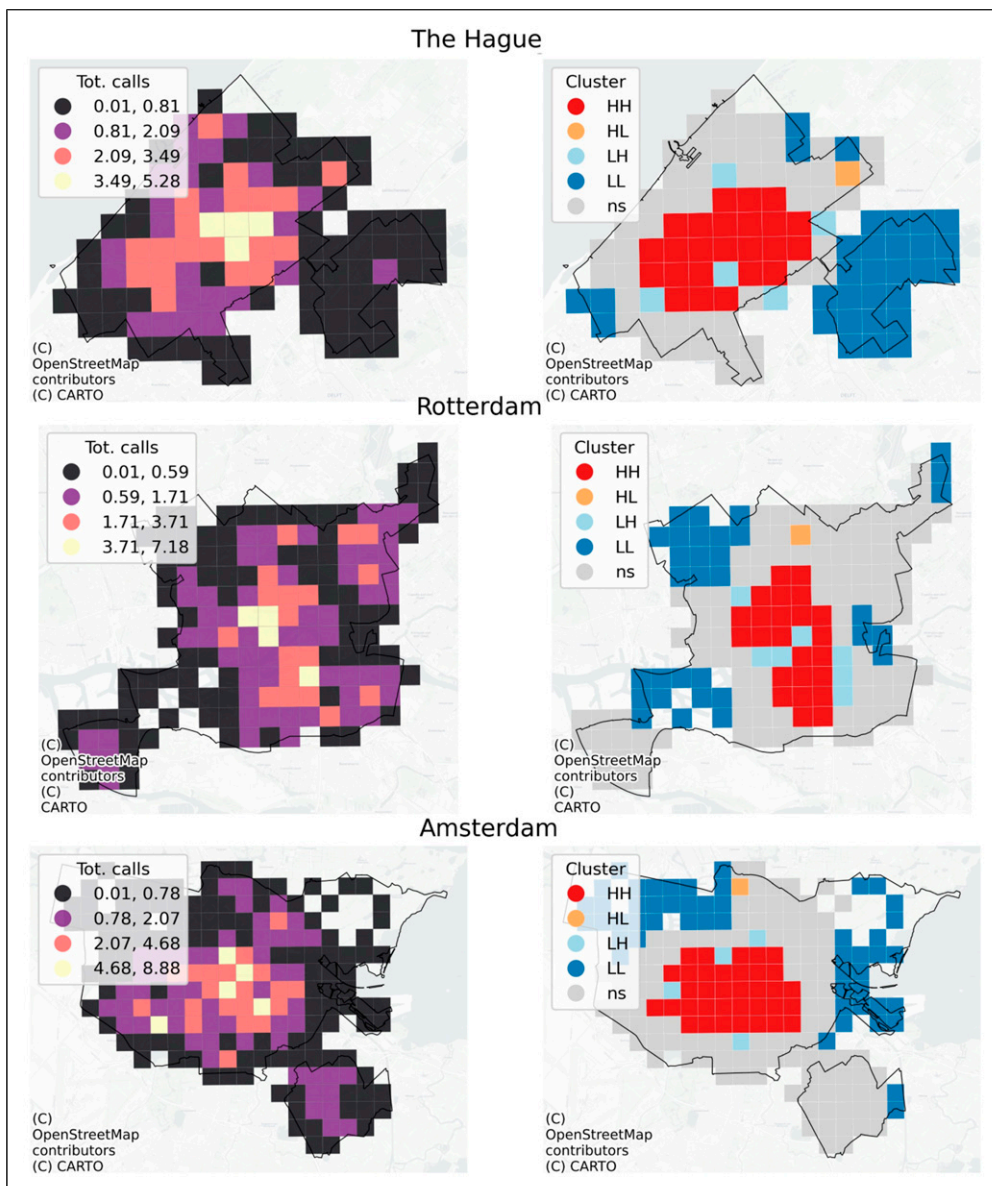 The Hague
Tot. calls
0.01, 0.81
0.81, 2.09
2.09, 3.49
3.49, 5.28
(C)
OpenStreetMap
contributors
(C) CARTO
Cluster
HH
HL
LH
LL
ns
(C)
OpenStreetMap
contributors
(C) CARTO
Rotterdam
Tot. calls
0.01, 0.59
0.59, 1.71
1.71, 3.71
3.71, 7.18
(C)
OpenStreetMap
contributors
(C)
CARTO
Cluster
HH
HL
LH
LL
ns
(C)
OpenStreetMap
contributors
(C)
CARTO
Amsterdam
Tot. calls
0.01, 0.78
0.78, 2.07
2.07, 4.68
4.68, 8.88
(C)
OpenStreetMap
contributors
(C) CARTO
Cluster
HH
HL
LH
LL
ns
(C)
OpenStreetMap
contributors
(C) CARTO